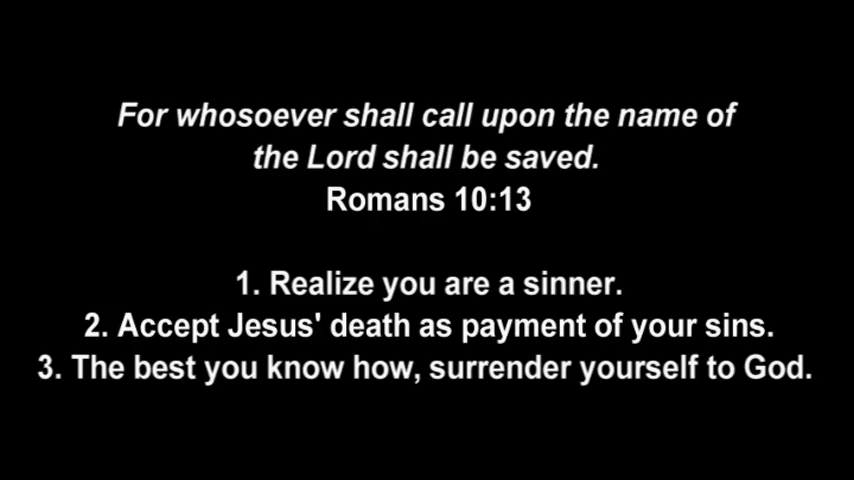 For whosoever shall call upon the name of
the Lord shall be saved.
Romans 10:13
1. Realize you are a sinner.
2. Accept Jesus' death as payment of your sins.
3. The best you know how, surrender yourself to God.